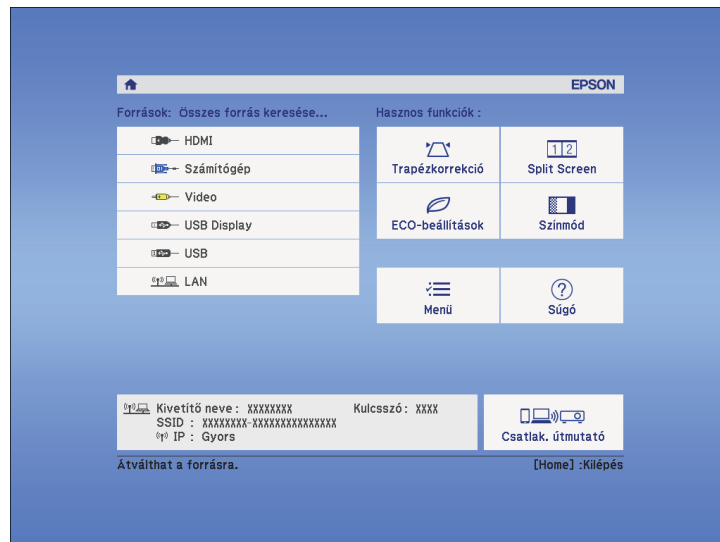 EPSON
Források: Összes forrás keresése...
HDMI
Számítógép
Video
USB Display
USB
LAN
Hasznos funkciók :
Trapézkorrekció
1 2
Split Screen
ECO-beállítások
Színmód
Menü
?
Súgó
Kivetítő neve : XXXXXXXX Kulcsszó : XXXX
SSID : XXXXXXXX-XXXXXXXXXXXXXXX
IP : Gyors
Csatlak. útmutató
Átválthat a forrásra. [Home] :Kilépés